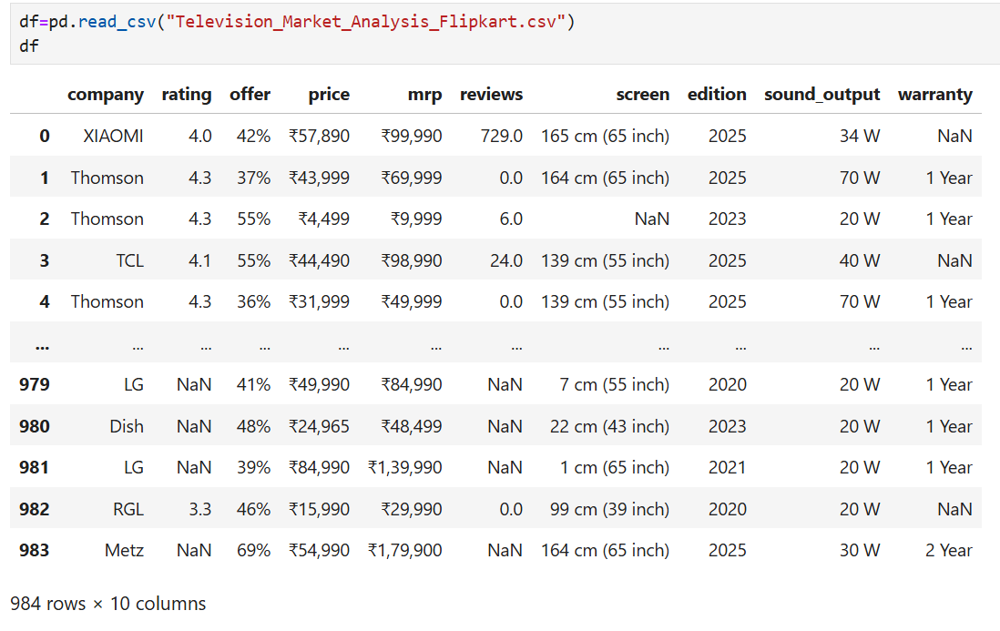 df=pd.read_csv("Television_Market_Analysis_Flipkart.csv")
df
company rating offer price mrp reviews screen edition sound_output warranty
0 XIAOMI 4.0 42% ₹57,890 ₹99,990 729.0 165 cm (65 inch) 2025 34 W NaN
1 Thomson 4.3 37% ₹43,999 ₹69,999 0.0 164 cm (65 inch) 2025 70 W 1 Year
2 Thomson 4.3 55% ₹4,499 ₹9,999 6.0 NaN 2023 20 W 1 Year
3 TCL 4.1 55% ₹44,490 ₹98,990 24.0 139 cm (55 inch) 2025 40 W NaN
4 Thomson 4.3 36% ₹31,999 ₹49,999 0.0 139 cm (55 inch) 2025 70 W 1 Year
... ... ... ... ... ... ... ... ... ... ...
979 LG NaN 41% ₹49,990 ₹84,990 NaN 7 cm (55 inch) 2020 20 W 1 Year
980 Dish NaN 48% ₹24,965 ₹48,499 NaN 22 cm (43 inch) 2023 20 W 1 Year
981 LG NaN 39% ₹84,990 ₹1,39,990 NaN 1 cm (65 inch) 2021 20 W 1 Year
982 RGL 3.3 46% ₹15,990 ₹29,990 0.0 99 cm (39 inch) 2020 20 W NaN
983 Metz NaN 69% ₹54,990 ₹1,79,900 NaN 164 cm (65 inch) 2025 30 W 2 Year
984 rows × 10 columns